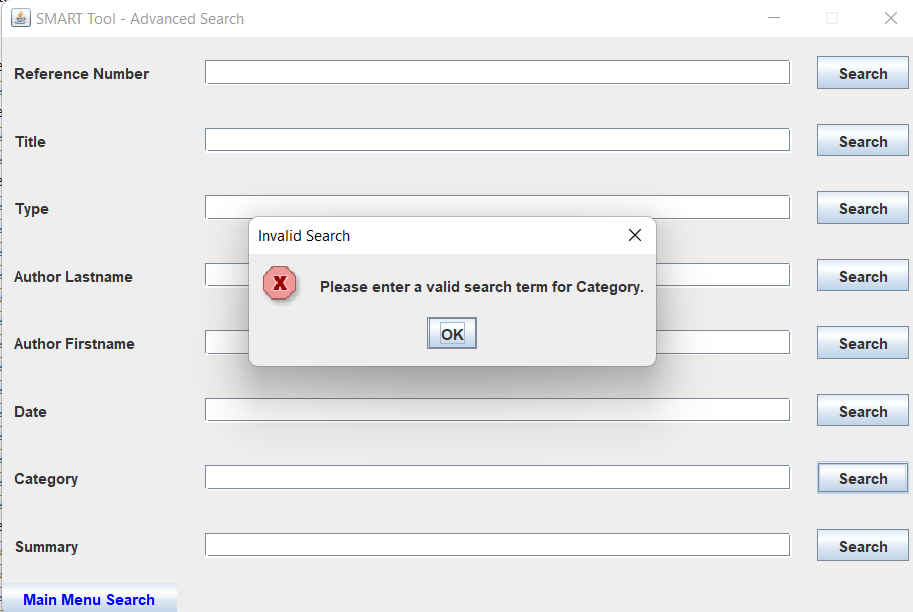 SMART Tool - Advanced Search
Reference Number Search
Title Search
Type Search
Invalid Search
Author Lastname Search
Please enter a valid search term for Category.
OK
Author Firstname Search
Date Search
Category Search
Summary Search
Main Menu Search